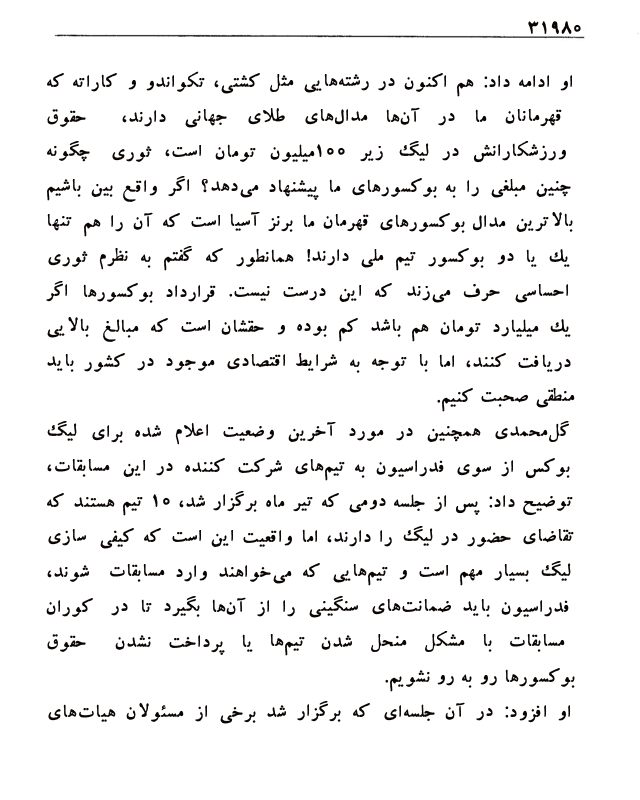 ۳۱۹۸۰
او ادامه داد: هم اکنون در رشته‌هایی مثل کشتی، تکواندو و کاراته که
قهرمانان ما در آن‌ها مدال‌های طلای جهانی دارند، حقوق
ورزشکارانش در لیگ زیر ۱۰۰میلیون تومان است، ثوری چگونه
چنین مبلغی را به بوکسورهای ما پیشنهاد می‌دهد؟ اگر واقع بین باشیم
بالاترین مدال بوکسورهای قهرمان ما برنز آسیا است که آن را هم تنها
یك یا دو بوکسور تیم ملی دارند! همانطور که گفتم به نظرم ثوری
احساسی حرف می‌زند که این درست نیست. قرارداد بوکسورها اگر
یك میلیارد تومان هم باشد کم بوده و حقشان است که مبالغ بالایی
دریافت کنند، اما با توجه به شرایط اقتصادی موجود در کشور باید
منطقی صحبت کنیم.
گل‌محمدی همچنین در مورد آخرین وضعیت اعلام شده برای لیگ
بوکس از سوی فدراسیون به تیم‌های شرکت کننده در این مسابقات،
توضیح داد: پس از جلسه دومی که تیر ماه برگزار شد، ۱۰ تیم هستند که
تقاضای حضور در لیگ را دارند، اما واقعیت این است که کیفی سازی
لیگ بسیار مهم است و تیم‌هایی که می‌خواهند وارد مسابقات شوند،
فدراسیون باید ضمانت‌های سنگینی را از آن‌ها بگیرد تا در کوران
مسابقات با مشکل منحل شدن تیم‌ها یا پرداخت نشدن حقوق
بوکسورها رو به رو نشویم.
او افزود: در آن جلسه‌ای که برگزار شد برخی از مسئولان هیات‌های